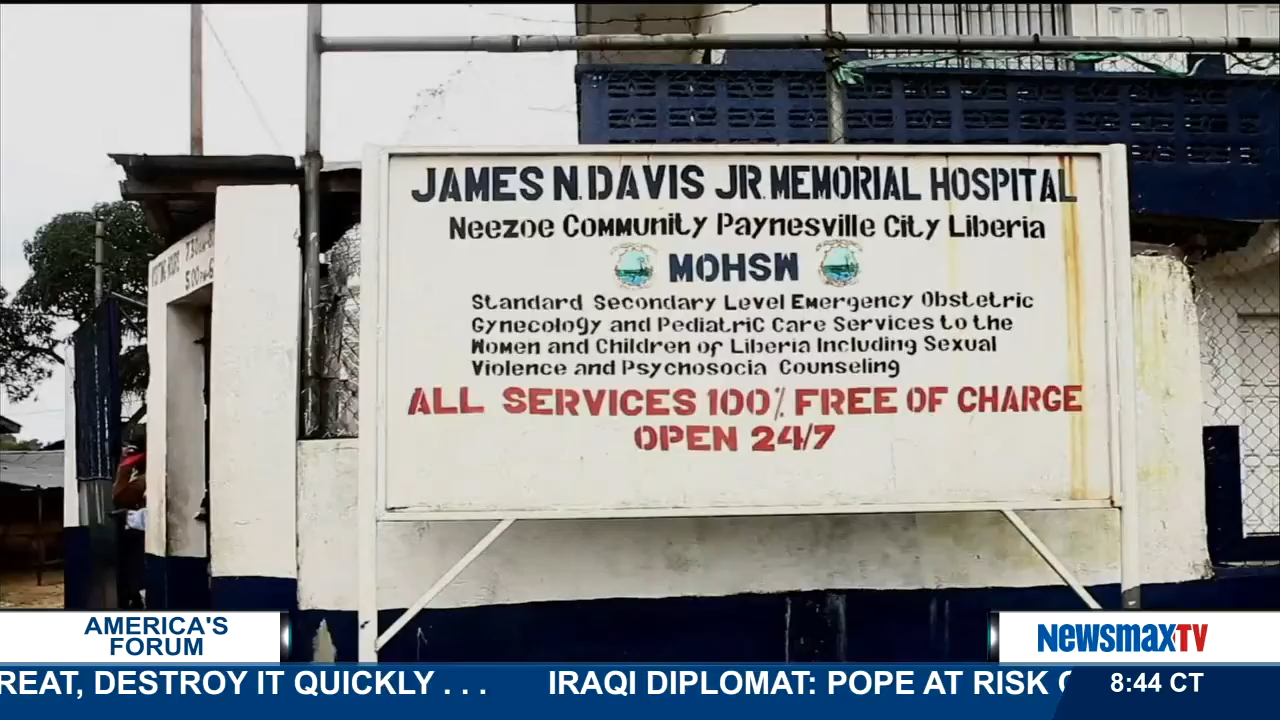 JAMES N. DAVIS JR. MEMORIAL HOSPITAL
Neezoe Community Paynesville City Liberia
MOHSW
Standard Secondary Level Emergency Obstetric
Gynecology and Pediatric Care Services to the
Women and Children of Liberia Including Sexual
Violence and Psychosocia Counseling
ALL SERVICES 100% FREE OF CHARGE
OPEN 24/7
AMERICA'S
FORUM
NEWSMAXTV
REAT, DESTROY IT QUICKLY . . . IRAQI DIPLOMAT: POPE AT RISK
8:44 CT